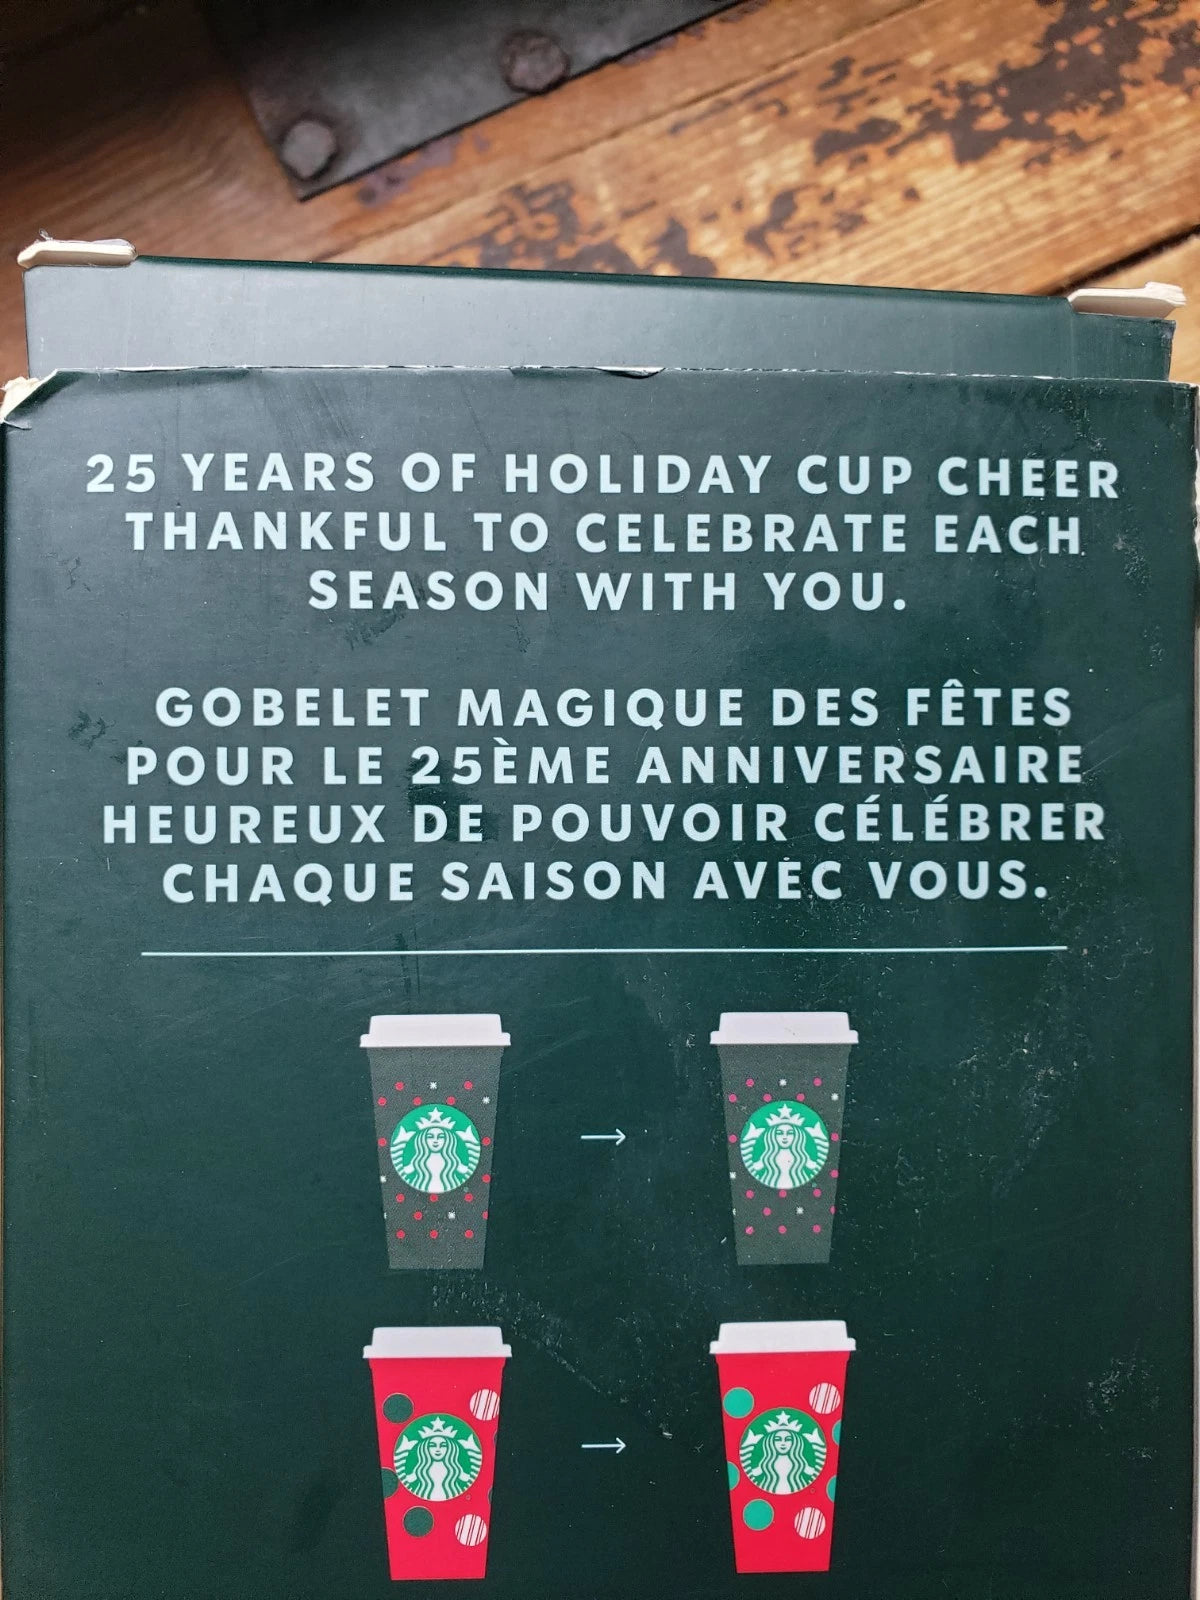 25 YEARS OF HOLIDAY CUP CHEER
THANKFUL TO CELEBRATE EACH
SEASON WITH YOU.
GOBELET MAGIQUE DES FÊTES
POUR LE 25ÈME ANNIVERSAIRE
HEUREUX DE POUVOIR CÉLÉBRER
CHAQUE SAISON AVEC VOUS.